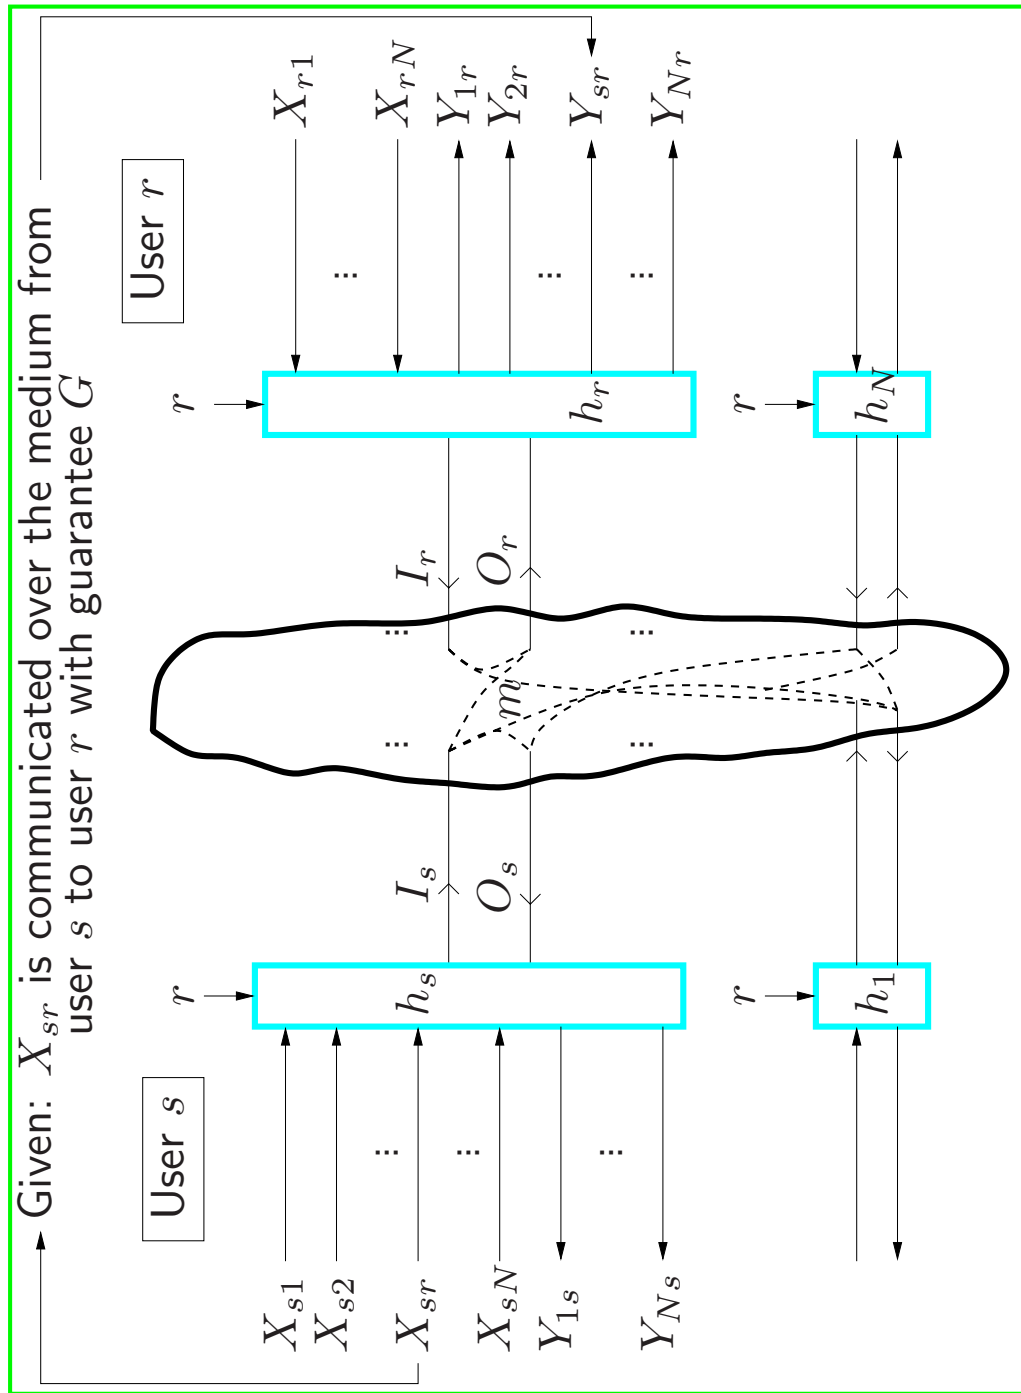 Given: X_{sr} is communicated over the medium from
user s to user r with guarantee G
User s
User r
X_{s1}
X_{s2}
X_{sr}
X_{sN}
Y_{1s}
Y_{Ns}
...
...
...
r
h_s
I_s
O_s
...
...
m
...
...
I_r
O_r
r
h_r
X_{r1}
X_{rN}
Y_{1r}
Y_{2r}
Y_{sr}
Y_{Nr}
...
...
...
r
h_1
r
h_N